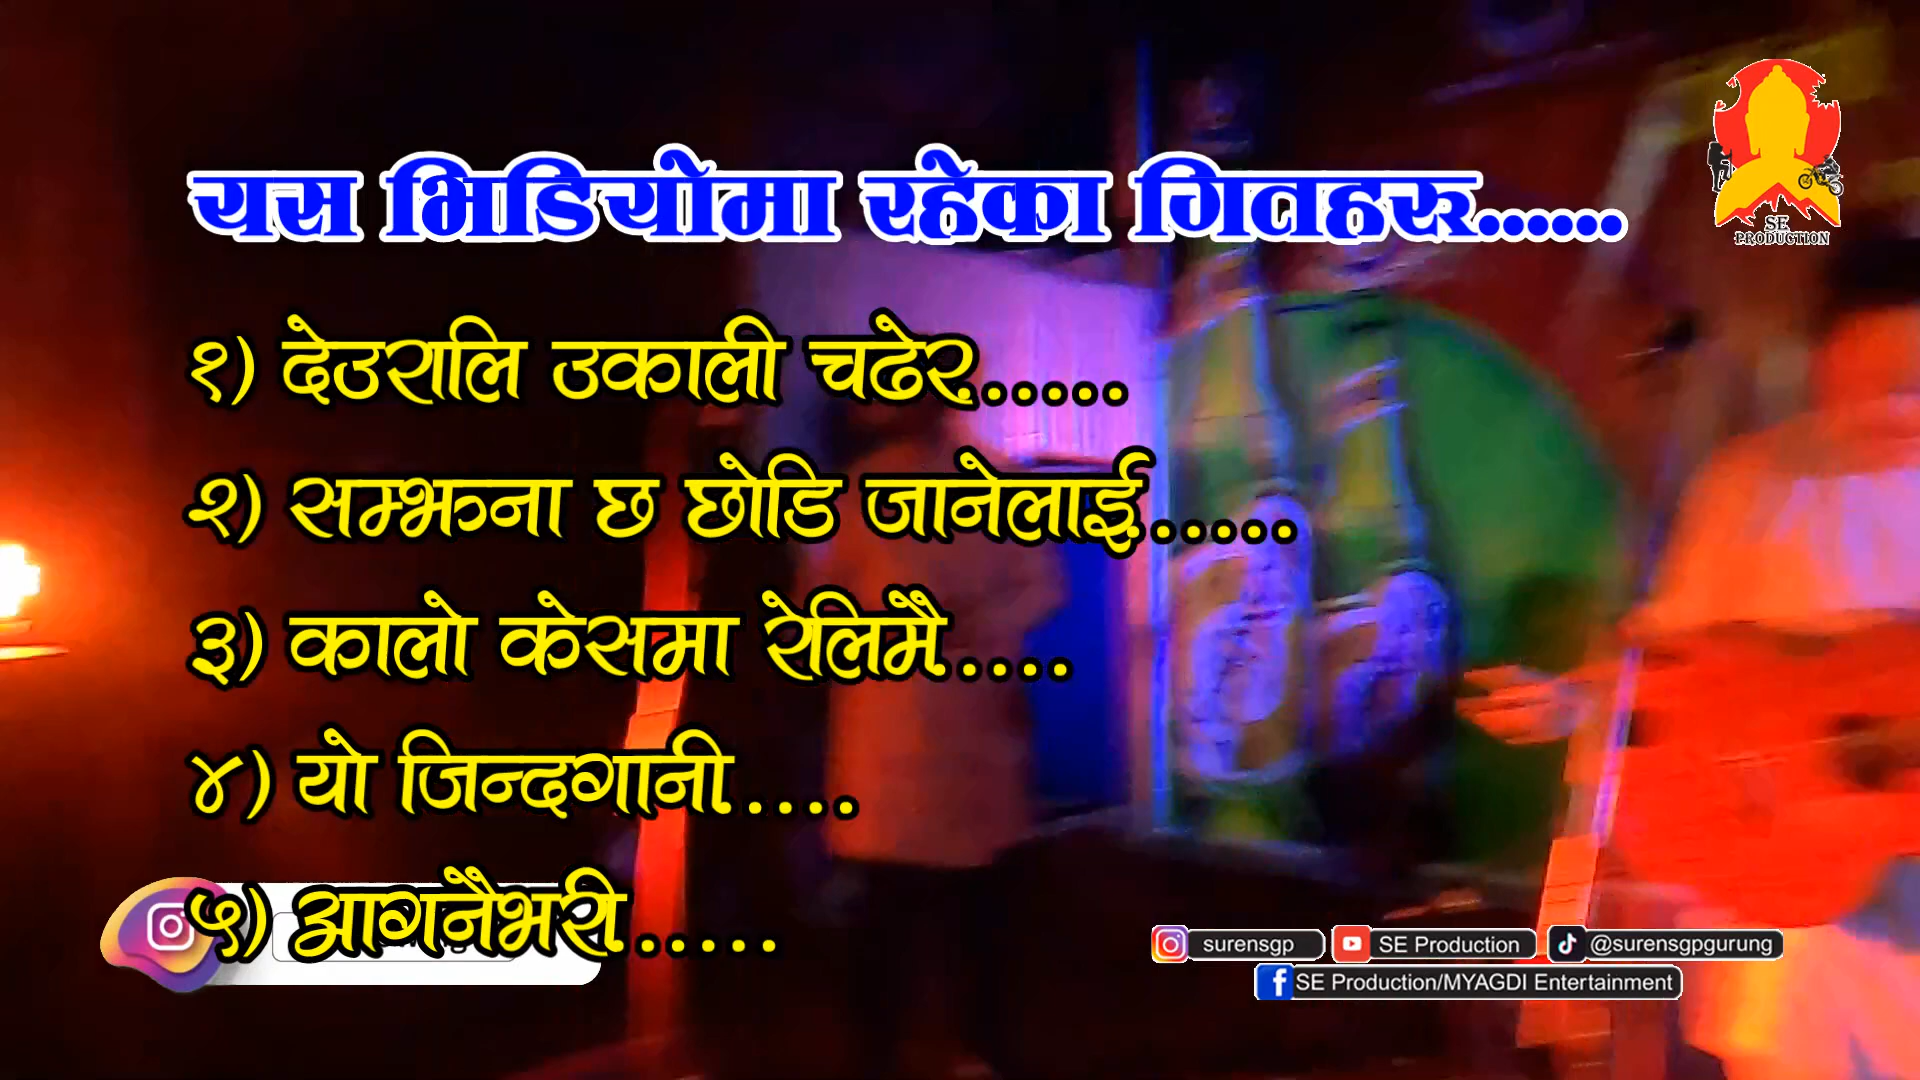 यस भिडियोमा रहेका गितहरु......
१) देउरालि उकाली चढेर.....
२) सम्झना छ छोडि जानेलाई.....
३) कालो केसमा रेलिमै....
४) यो जिन्दगानी....
५) आगनैभरी.....
SE
PRODUCTION
surensgp
SE Production
@surensgpgurung
SE Production/MYAGDI Entertainment